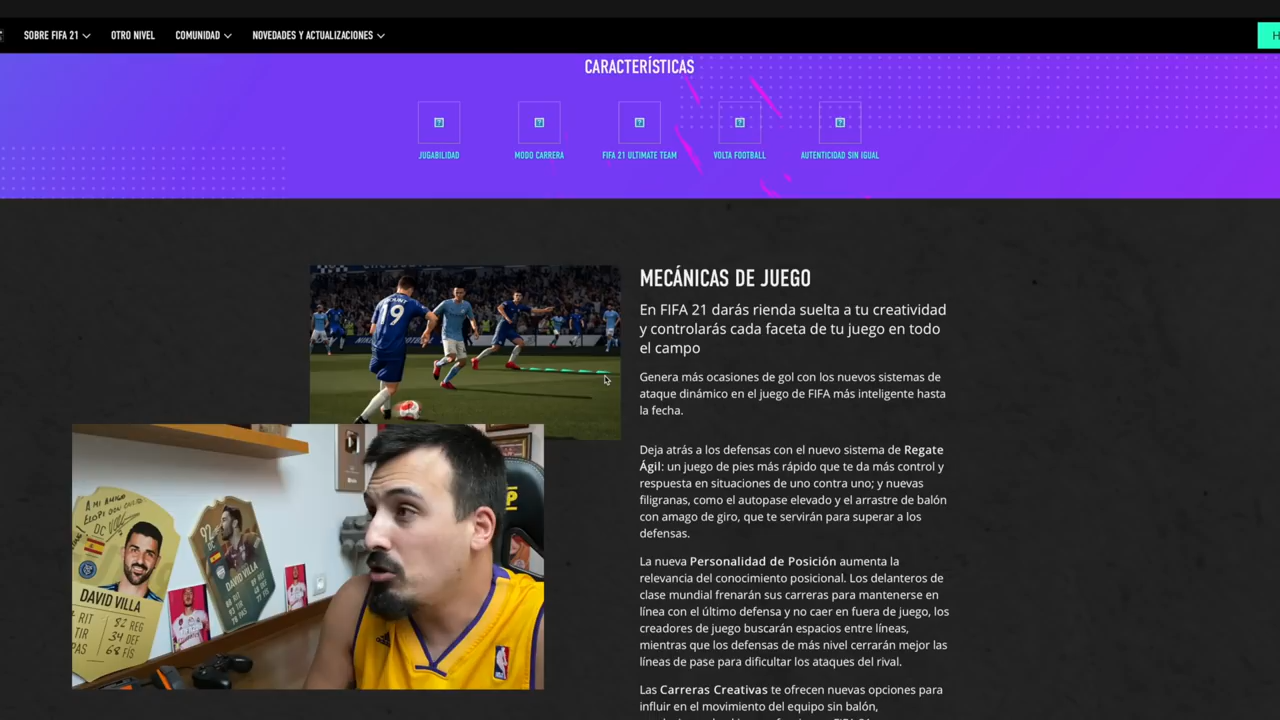 SOBRE FIFA 21
OTRO NIVEL
COMUNIDAD
NOVEDADES Y ACTUALIZACIONES
H
CARACTERÍSTICAS
JUGABILIDAD
MODO CARRERA
FIFA 21 ULTIMATE TEAM
VOLTA FOOTBALL
AUTENTICIDAD SIN IGUAL
19
MECÁNICAS DE JUEGO
En FIFA 21 darás rienda suelta a tu creatividad
y controlarás cada faceta de tu juego en todo
el campo
Genera más ocasiones de gol con los nuevos sistemas de
ataque dinámico en el juego de FIFA más inteligente hasta
la fecha.
Deja atrás a los defensas con el nuevo sistema de Regate
Ágil: un juego de pies más rápido que te da más control y
respuesta en situaciones de uno contra uno; y nuevas
filigranas, como el autopase elevado y el arrastre de balón
con amago de giro, que te servirán para superar a los
defensas.
La nueva Personalidad de Posición aumenta la
relevancia del conocimiento posicional. Los delanteros de
clase mundial frenarán sus carreras para mantenerse en
línea con el último defensa y no caer en fuera de juego, los
creadores de juego buscarán espacios entre líneas,
mientras que los defensas de más nivel cerrarán mejor las
líneas de pase para dificultar los ataques del rival.
Las Carreras Creativas te ofrecen nuevas opciones para
influir en el movimiento del equipo sin balón,
A MI AMIGO
DC
DAVID VILLA
RIT 82 REG
TIR 34 DEF
PAS 68 FÍS
92
DAVID VILLA